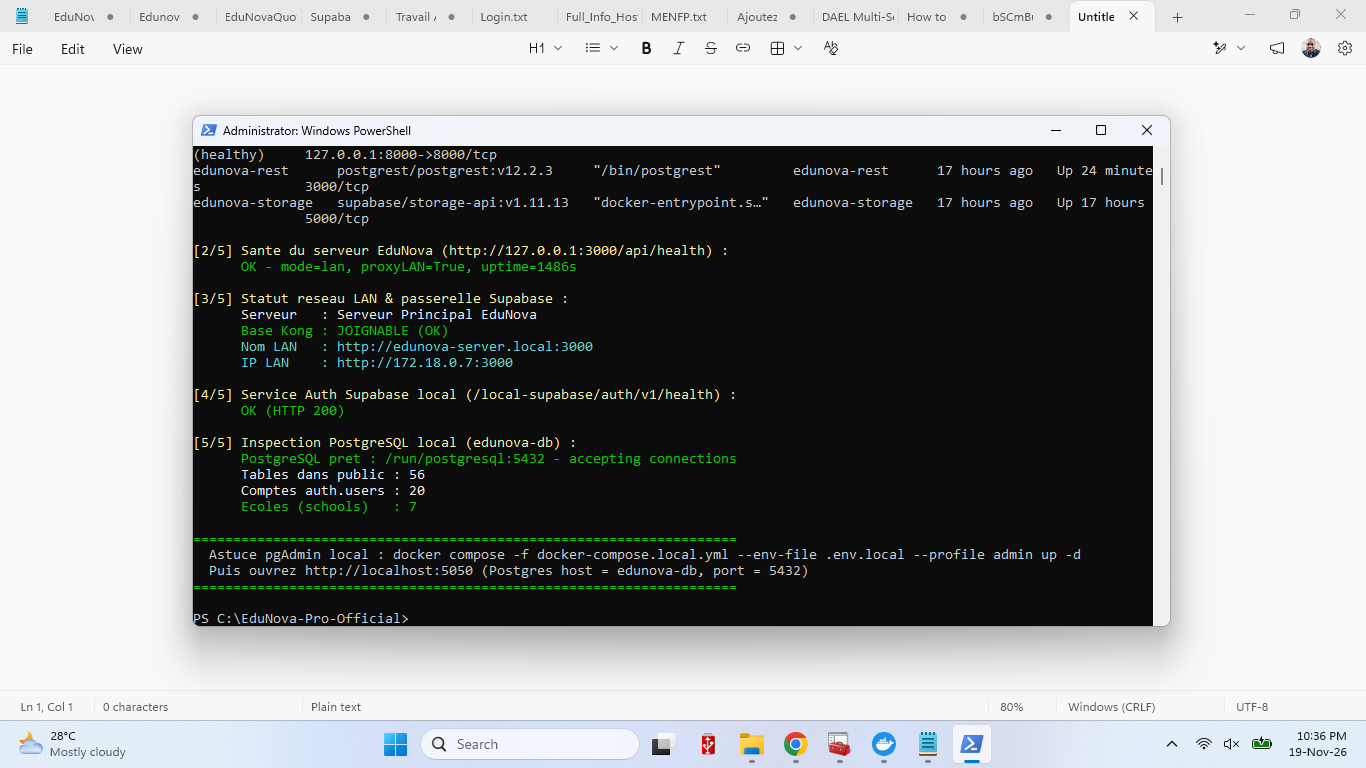 EduNov
Edunov
EduNovaQuo
Supaba
Travail
Login.txt
Full_Info_Hos
MENFP.txt
Ajoutez
DAEL Multi-S
How to
bSCmB
Untitle
File
Edit
View
H1
B
Administrator: Windows PowerShell
(healthy) 127.0.0.1:8000->8000/tcp
edunova-rest postgrest/postgrest:v12.2.3 "/bin/postgrest" edunova-rest 17 hours ago Up 24 minute
s 3000/tcp
edunova-storage supabase/storage-api:v1.11.13 "docker-entrypoint.s…" edunova-storage 17 hours ago Up 17 hours
5000/tcp
[2/5] Sante du serveur EduNova (http://127.0.0.1:3000/api/health) :
OK - mode=lan, proxyLAN=True, uptime=1486s
[3/5] Statut reseau LAN & passerelle Supabase :
Serveur : Serveur Principal EduNova
Base Kong : JOIGNABLE (OK)
Nom LAN : http://edunova-server.local:3000
IP LAN : http://172.18.0.7:3000
[4/5] Service Auth Supabase local (/local-supabase/auth/v1/health) :
OK (HTTP 200)
[5/5] Inspection PostgreSQL local (edunova-db) :
PostgreSQL pret : /run/postgresql:5432 - accepting connections
Tables dans public : 56
Comptes auth.users : 20
Ecoles (schools) : 7
====================================================================
Astuce pgAdmin local : docker compose -f docker-compose.local.yml --env-file .env.local --profile admin up -d
Puis ouvrez http://localhost:5050 (Postgres host = edunova-db, port = 5432)
====================================================================
PS C:\EduNova-Pro-Official>
Ln 1, Col 1
0 characters
Plain text
80%
Windows (CRLF)
UTF-8
28°C
Mostly cloudy
Search
10:36 PM
19-Nov-26